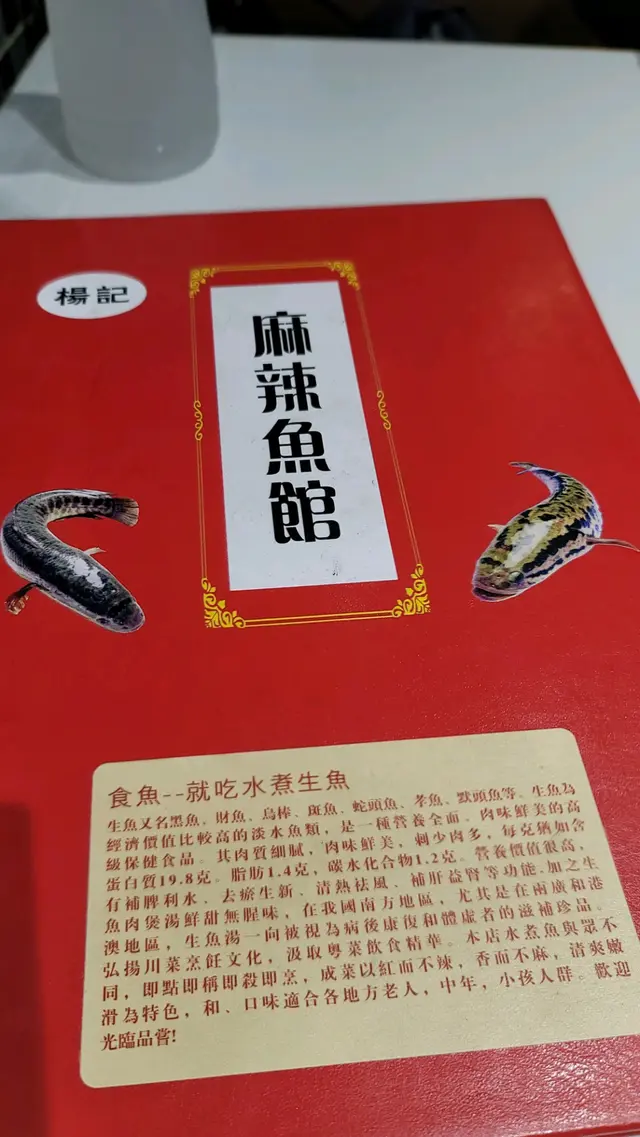 楊記
麻辣魚館
食魚--就吃水煮生魚
生魚又名黑魚。財魚、烏棒、斑魚、蛇頭魚、孝魚、默頭魚等。生魚為
經濟價值比較高的淡水魚類，是一種營養全面。肉味鮮美的高
級保健食品。其肉質細膩，肉味鮮美，刺少肉多，每克猶如含
蛋白質19.8克。脂肪1.4克，碳水化合物1.2克。營養價值很高，
有補脾利水、去瘀生新、清熱祛風、補肝益腎等功能.加之生
魚肉煲湯鮮甜無腥味，在我國南方地區，尤其是在兩廣和港
澳地區，生魚湯一向被視為病後康復和體虛者的滋補珍品。
弘揚川菜烹飪文化，汲取粵菜飲食精華。本店水煮魚與眾不
同，即點即稱即殺即烹，成菜以紅而不辣，香而不麻，清爽嫩
滑為特色，和、口味適合各地方老人，中年，小孩人群。歡迎
光臨品嘗!